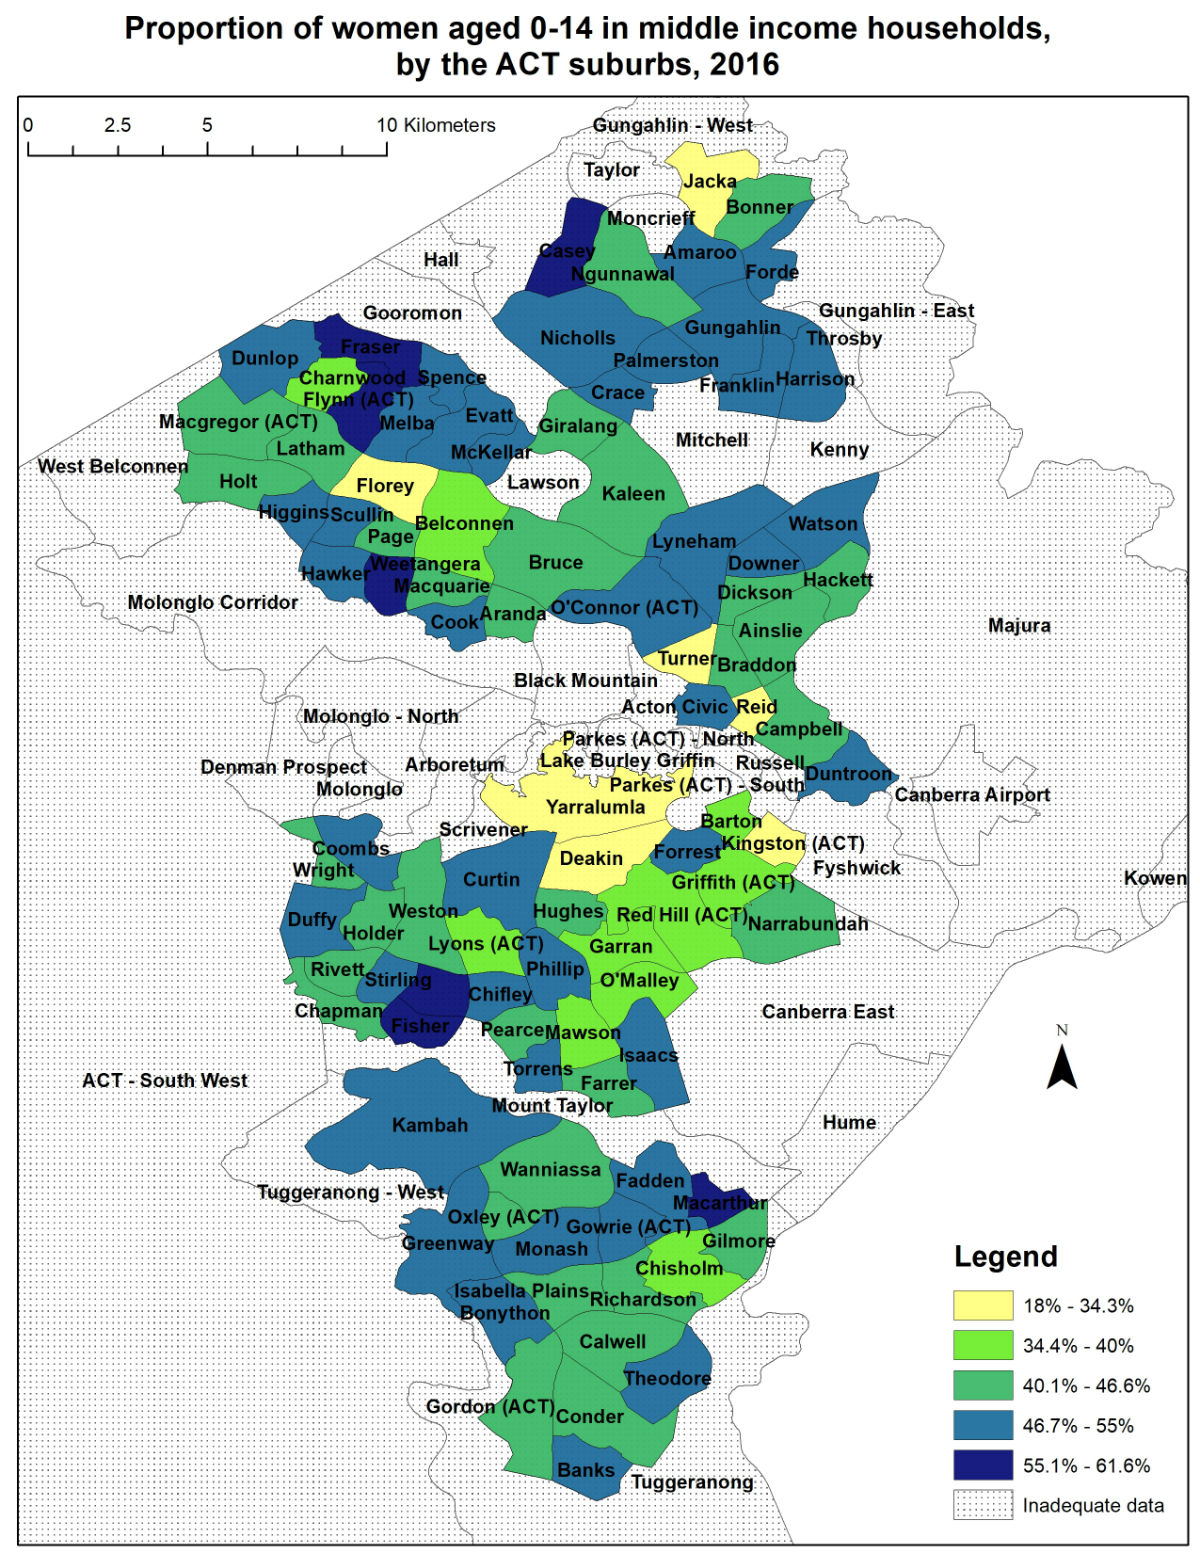 Proportion of women aged 0-14 in middle income households,
by the ACT suburbs, 2016
0 2.5 5 10 Kilometers
Gungahlin - West
Taylor
Jacka
Bonner
Moncrieff
Casey
Amaroo
Hall
Ngunnawal
Forde
Gooromon
Gungahlin - East
Nicholls
Gungahlin
Throsby
Fraser
Dunlop
Palmerston
Charnwood
Spence
Franklin
Harrison
Flynn (ACT)
Crace
Macgregor (ACT)
Melba
Evatt
Giralang
Mitchell
Latham
McKellar
Kenny
West Belconnen
Holt
Florey
Lawson
Kaleen
Higgins
Scullin
Belconnen
Watson
Page
Lyneham
Weetangera
Bruce
Downer
Hawker
Macquarie
Hackett
Dickson
Molonglo Corridor
Cook
Aranda
O'Connor (ACT)
Majura
Ainslie
Turner
Braddon
Black Mountain
Acton
Civic
Reid
Molonglo - North
Campbell
Parkes (ACT) - North
Lake Burley Griffin
Russell
Denman Prospect
Arboretum
Duntroon
Molonglo
Parkes (ACT) - South
Canberra Airport
Yarralumla
Barton
Scrivener
Kingston (ACT)
Coombs
Deakin
Forrest
Wright
Fyshwick
Curtin
Griffith (ACT)
Kowen
Duffy
Weston
Hughes
Red Hill (ACT)
Narrabundah
Holder
Lyons (ACT)
Garran
Rivett
Stirling
Phillip
O'Malley
Chifley
Chapman
Canberra East
Fisher
Pearce
Mawson
N
Isaacs
Torrens
ACT - South West
Farrer
Mount Taylor
Kambah
Hume
Wanniassa
Fadden
Tuggeranong - West
Macarthur
Oxley (ACT)
Gowrie (ACT)
Greenway
Monash
Gilmore
Chisholm
Isabella Plains
Richardson
Bonython
Calwell
Theodore
Gordon (ACT)
Conder
Banks
Tuggeranong
Legend
18% - 34.3%
34.4% - 40%
40.1% - 46.6%
46.7% - 55%
55.1% - 61.6%
Inadequate data